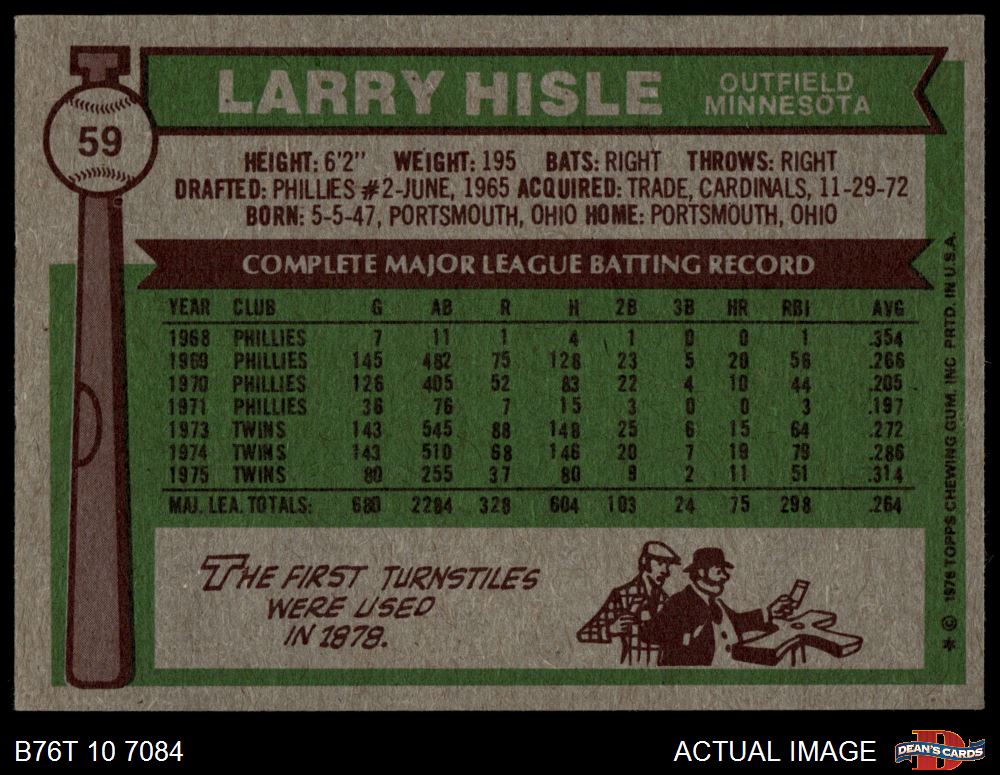 59
LARRY HISLE
OUTFIELD
MINNESOTA
HEIGHT: 6'2" WEIGHT: 195 BATS: RIGHT THROWS: RIGHT
DRAFTED: PHILLIES #2-JUNE, 1965 ACQUIRED: TRADE, CARDINALS, 11-29-72
BORN: 5-5-47, PORTSMOUTH, OHIO HOME: PORTSMOUTH, OHIO
COMPLETE MAJOR LEAGUE BATTING RECORD
YEAR CLUB G AB R H 2B 3B HR RBI AVG
1968 PHILLIES 7 11 1 4 1 0 0 1 .354
1969 PHILLIES 145 482 75 128 23 5 20 56 .266
1970 PHILLIES 126 405 52 83 22 4 10 44 .205
1971 PHILLIES 36 76 7 15 3 0 0 3 .197
1973 TWINS 143 545 88 148 25 6 15 64 .272
1974 TWINS 143 510 68 146 20 7 19 79 .286
1975 TWINS 80 255 37 80 9 2 11 51 .314
MAJ. LEA. TOTALS: 680 2284 328 604 103 24 75 298 .264
THE FIRST TURNSTILES
WERE USED
IN 1878.
* © 1976 TOPPS CHEWING GUM, INC PRTD. IN U.S.A.
B76T 10 7084
ACTUAL IMAGE
D
DEAN'S CARDS